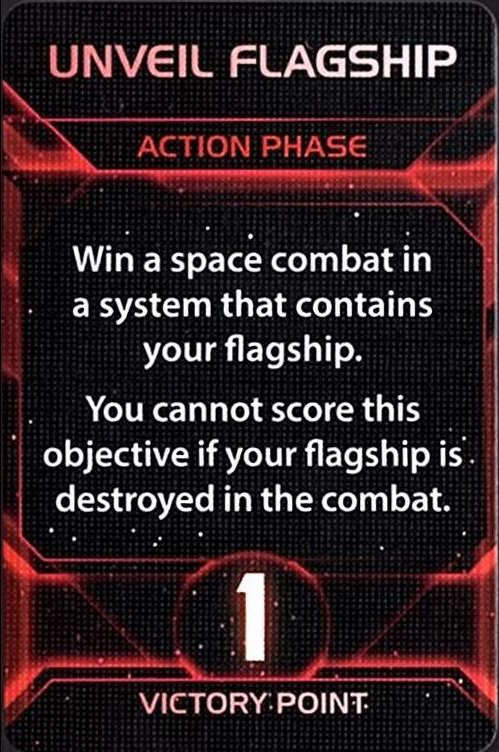 UNVEIL FLAGSHIP
ACTION PHASE
Win a space combat in
a system that contains
your flagship.
You cannot score this
objective if your flagship is
destroyed in the combat.
1
VICTORY POINT